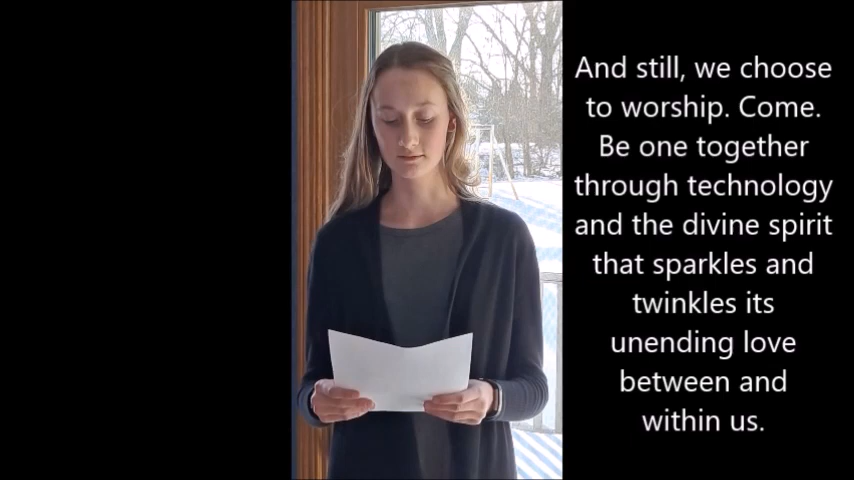 And still, we choose
to worship. Come.
Be one together
through technology
and the divine spirit
that sparkles and
twinkles its
unending love
between and
within us.